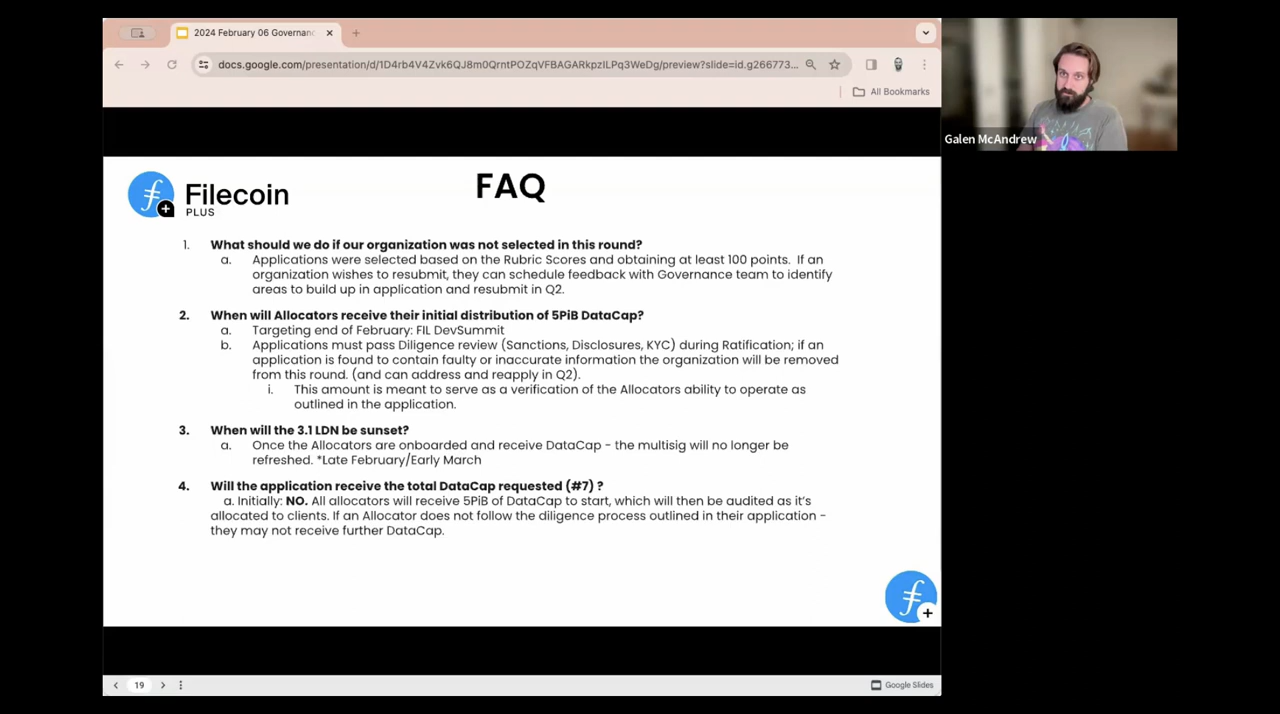 2024 February 06 Governanc
docs.google.com/presentation/d/1D4rb4V4Zvk6QJ8m0QrntPOZqVFBAGARkpzILPq3WeDg/preview?slide=id.g266773...
All Bookmarks
Galen McAndrew
Filecoin
PLUS
FAQ
1. What should we do if our organization was not selected in this round?
a. Applications were selected based on the Rubric Scores and obtaining at least 100 points. If an
organization wishes to resubmit, they can schedule feedback with Governance team to identify
areas to build up in application and resubmit in Q2.
2. When will Allocators receive their initial distribution of 5PiB DataCap?
a. Targeting end of February: FIL DevSummit
b. Applications must pass Diligence review (Sanctions, Disclosures, KYC) during Ratification; if an
application is found to contain faulty or inaccurate information the organization will be removed
from this round. (and can address and reapply in Q2).
i. This amount is meant to serve as a verification of the Allocators ability to operate as
outlined in the application.
3. When will the 3.1 LDN be sunset?
a. Once the Allocators are onboarded and receive DataCap - the multisig will no longer be
refreshed. *Late February/Early March
4. Will the application receive the total DataCap requested (#7) ?
a. Initially: NO. All allocators will receive 5PiB of DataCap to start, which will then be audited as it's
allocated to clients. If an Allocator does not follow the diligence process outlined in their application -
they may not receive further DataCap.
19
Google Slides